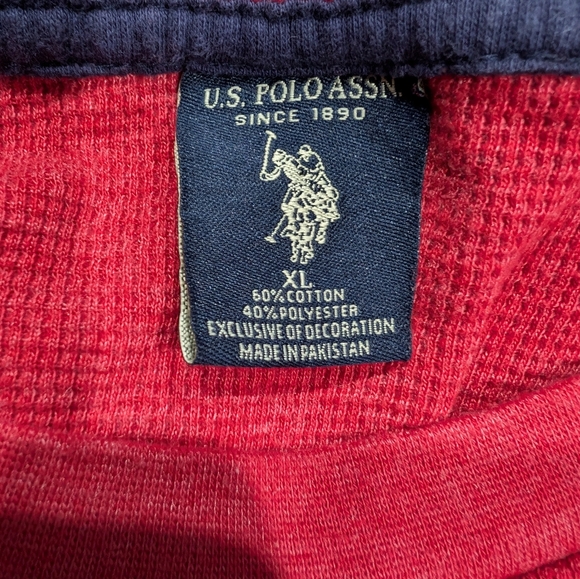 U.S. POLO ASSN.
SINCE 1890
XL
60% COTTON
40% POLYESTER
EXCLUSIVE OF DECORATION
MADE IN PAKISTAN